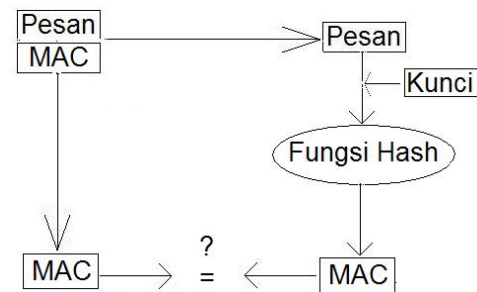 Pesan
MAC
Pesan
Kunci
Fungsi Hash
MAC
?
=
MAC